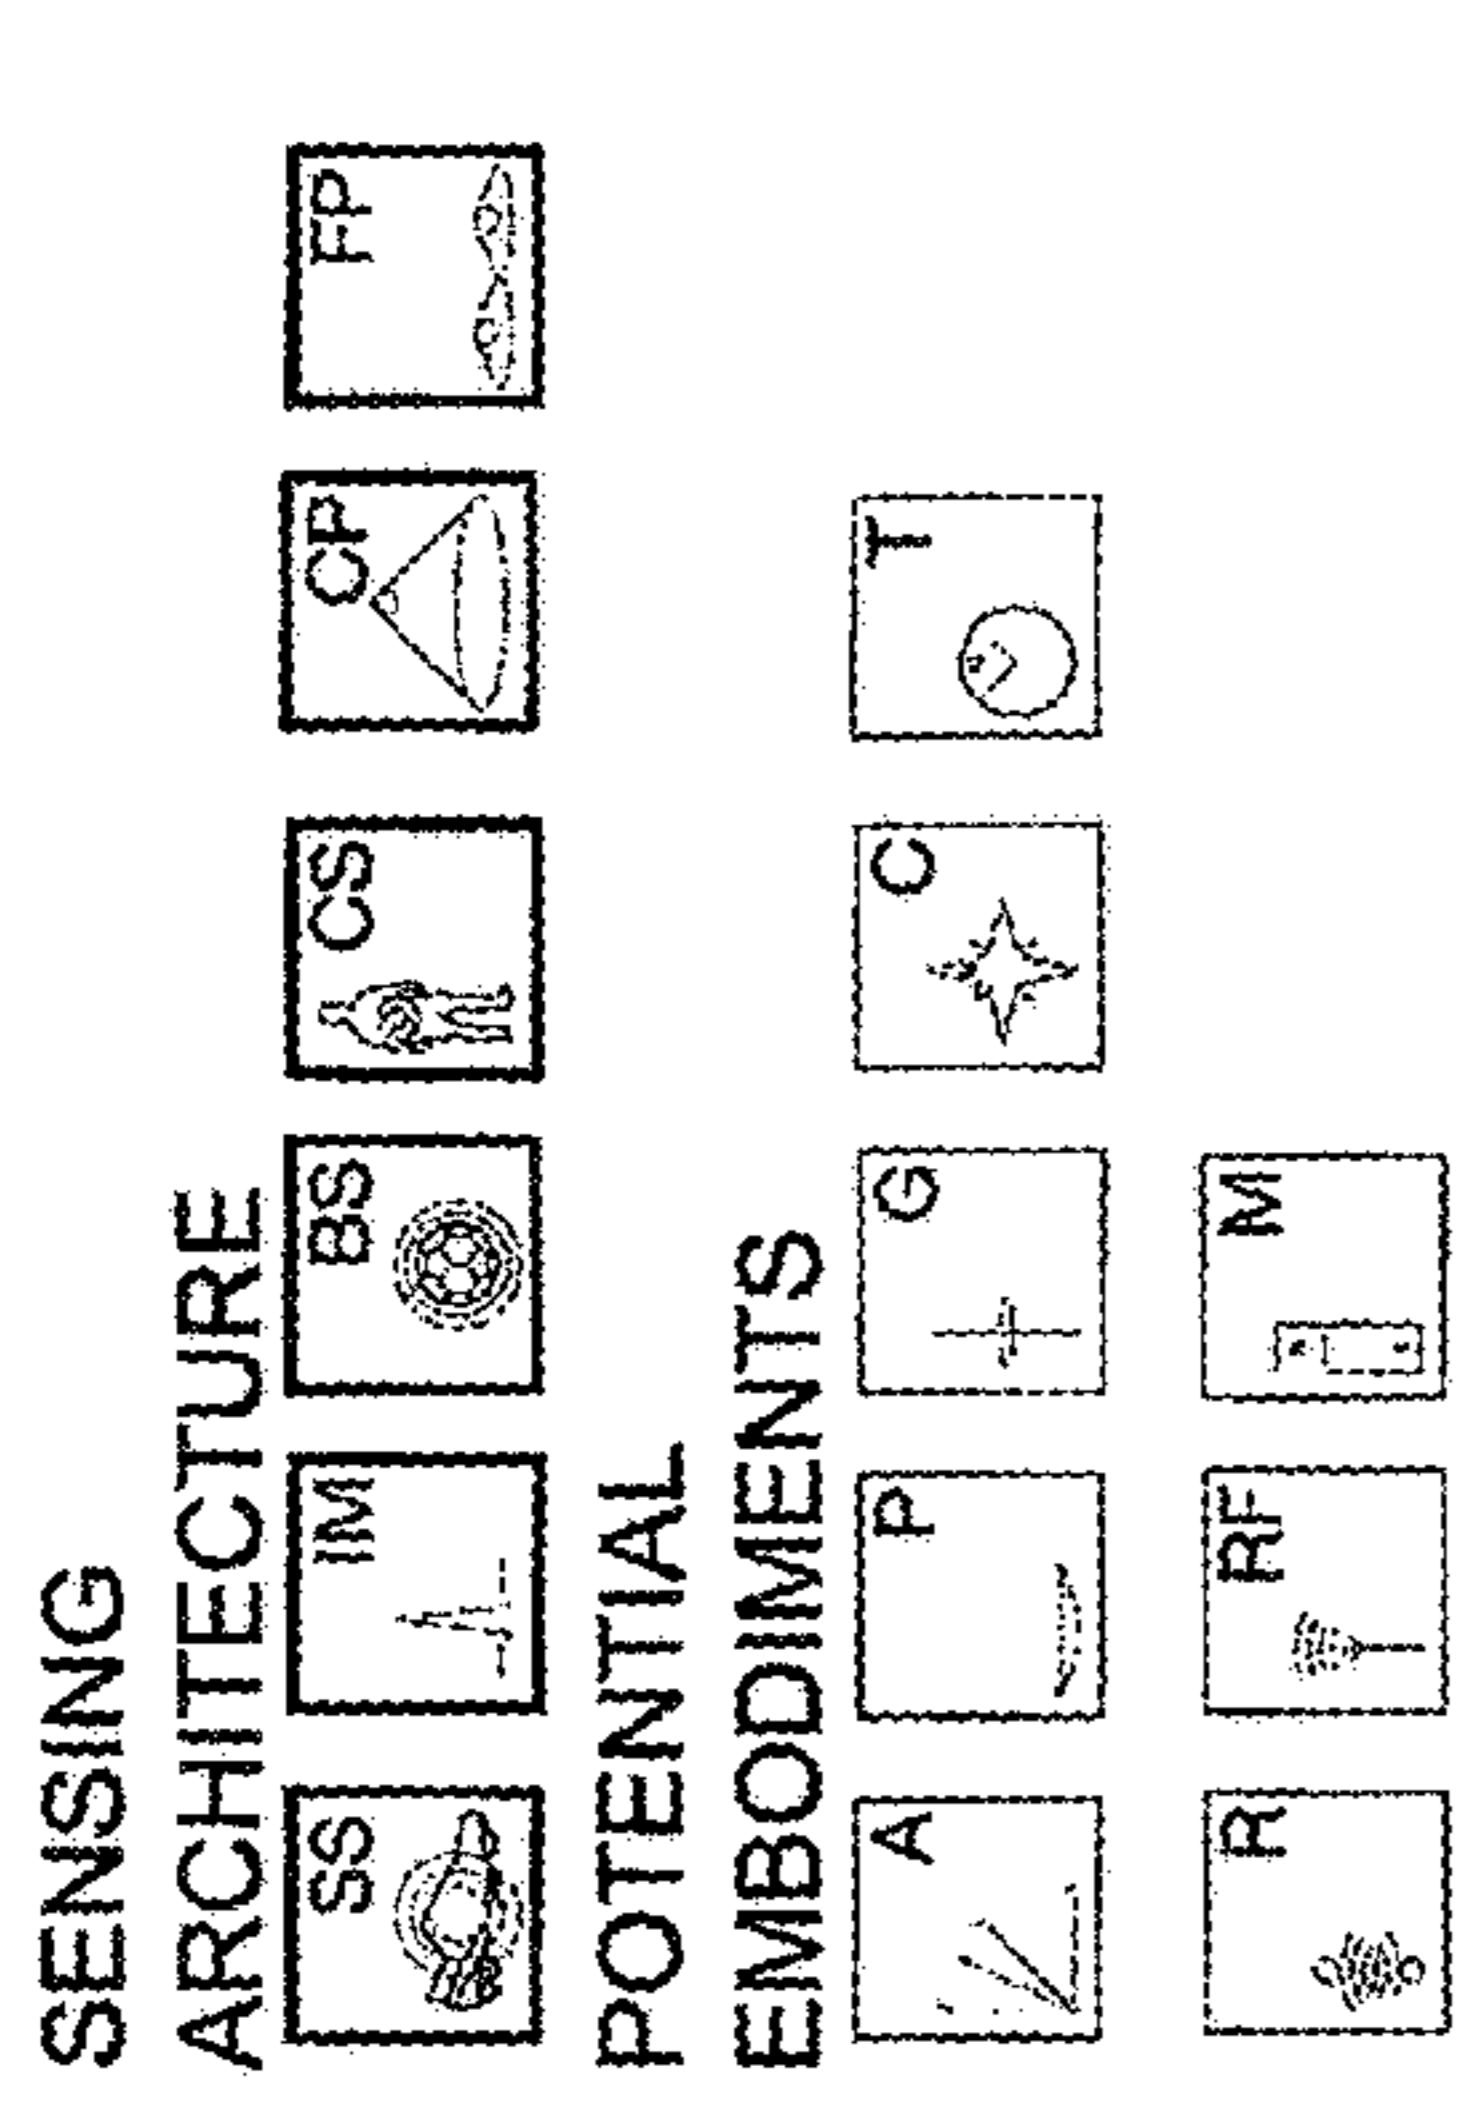 SENSING
ARCHITECTURE
SS IM BS CS CP FP
POTENTIAL
EMBODIMENTS
A P G C T
R RF M